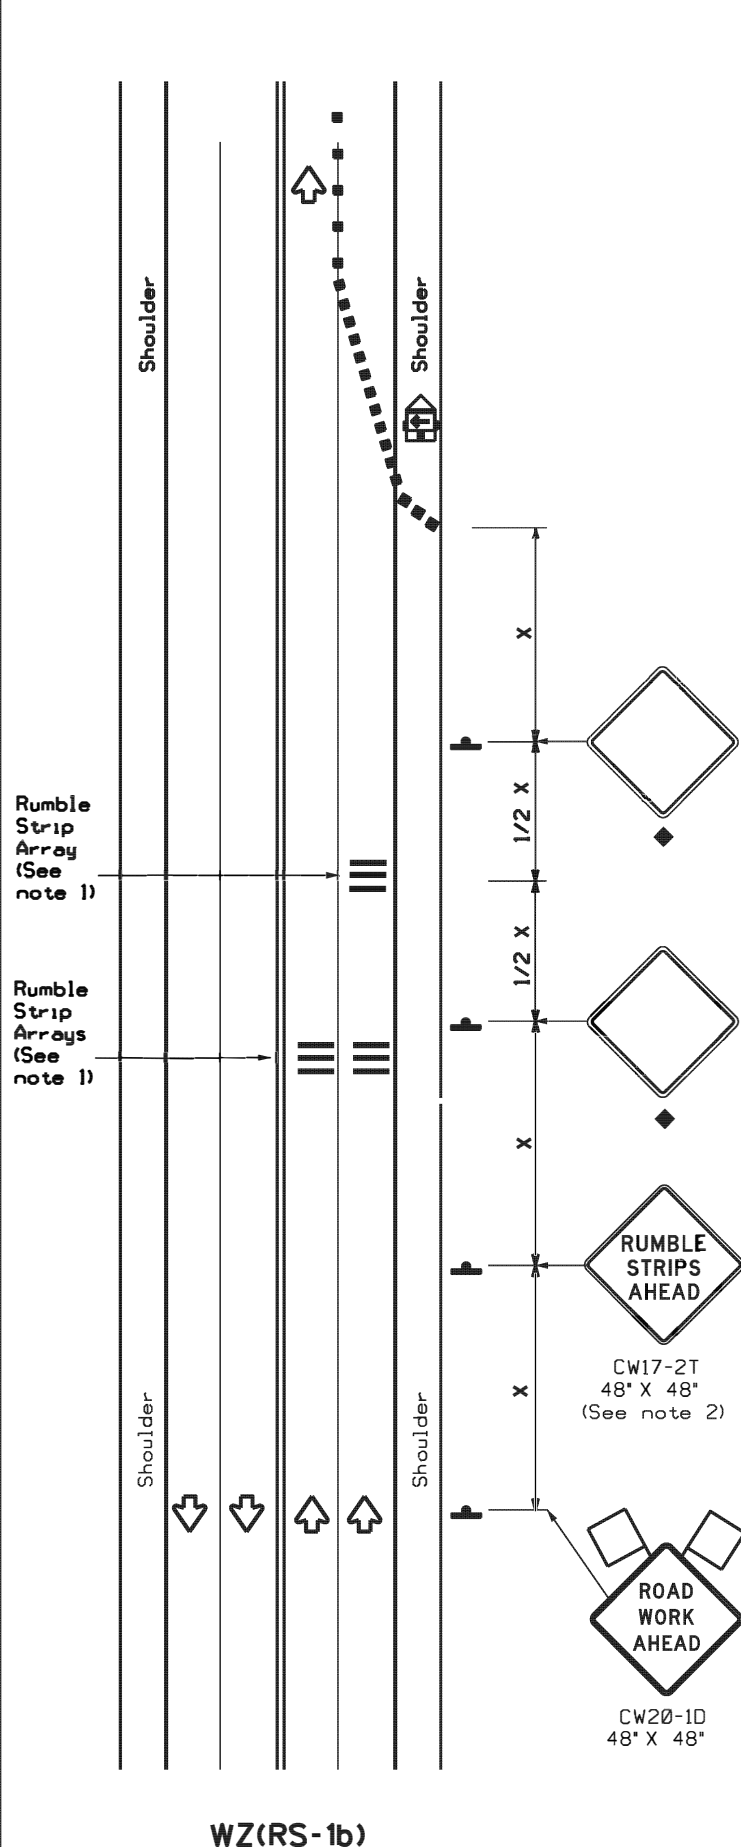 Shoulder
Shoulder
X
1/2 X
Rumble
Strip
Array
(See
note 1)
1/2 X
Rumble
Strip
Arrays
(See
note 1)
X
RUMBLE
STRIPS
AHEAD
CW17-2T
48" X 48"
(See note 2)
X
Shoulder
Shoulder
ROAD
WORK
AHEAD
CW20-1D
48" X 48"
WZ(RS-1b)